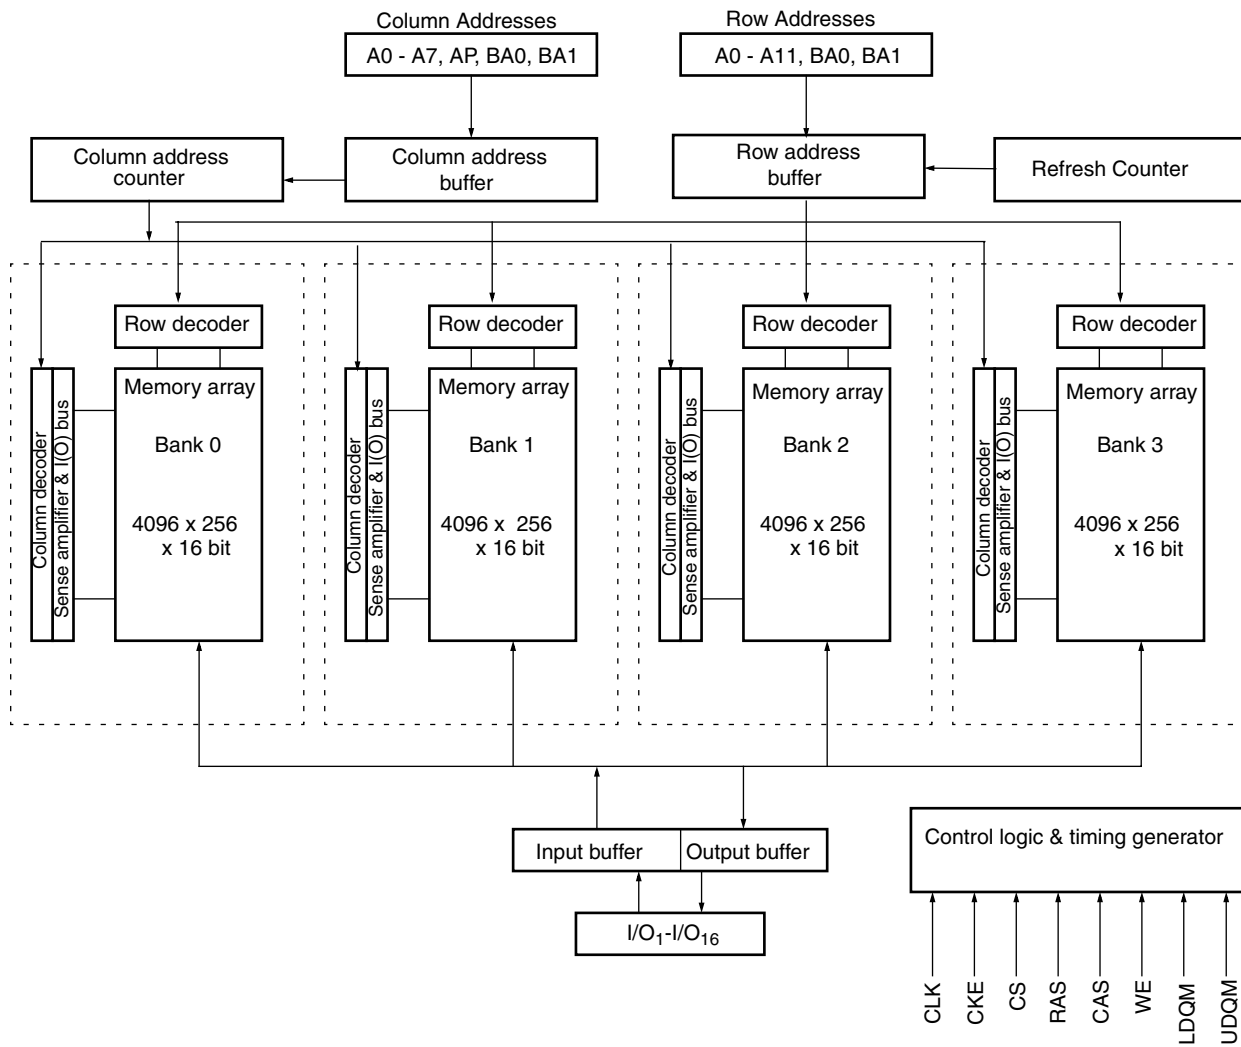 Column Addresses
Row Addresses
A0 - A7, AP, BA0, BA1
A0 - A11, BA0, BA1
Column address
counter
Column address
buffer
Row address
buffer
Refresh Counter
Row decoder
Row decoder
Row decoder
Row decoder
Column decoder
Sense amplifier & I(O) bus
Memory array
Bank 0
4096 x 256
x 16 bit
Column decoder
Sense amplifier & I(O) bus
Memory array
Bank 1
4096 x 256
x 16 bit
Column decoder
Sense amplifier & I(O) bus
Memory array
Bank 2
4096 x 256
x 16 bit
Column decoder
Sense amplifier & I(O) bus
Memory array
Bank 3
4096 x 256
x 16 bit
Input buffer
Output buffer
I/O1-I/O16
Control logic & timing generator
CLK
CKE
CS
RAS
CAS
WE
LDQM
UDQM